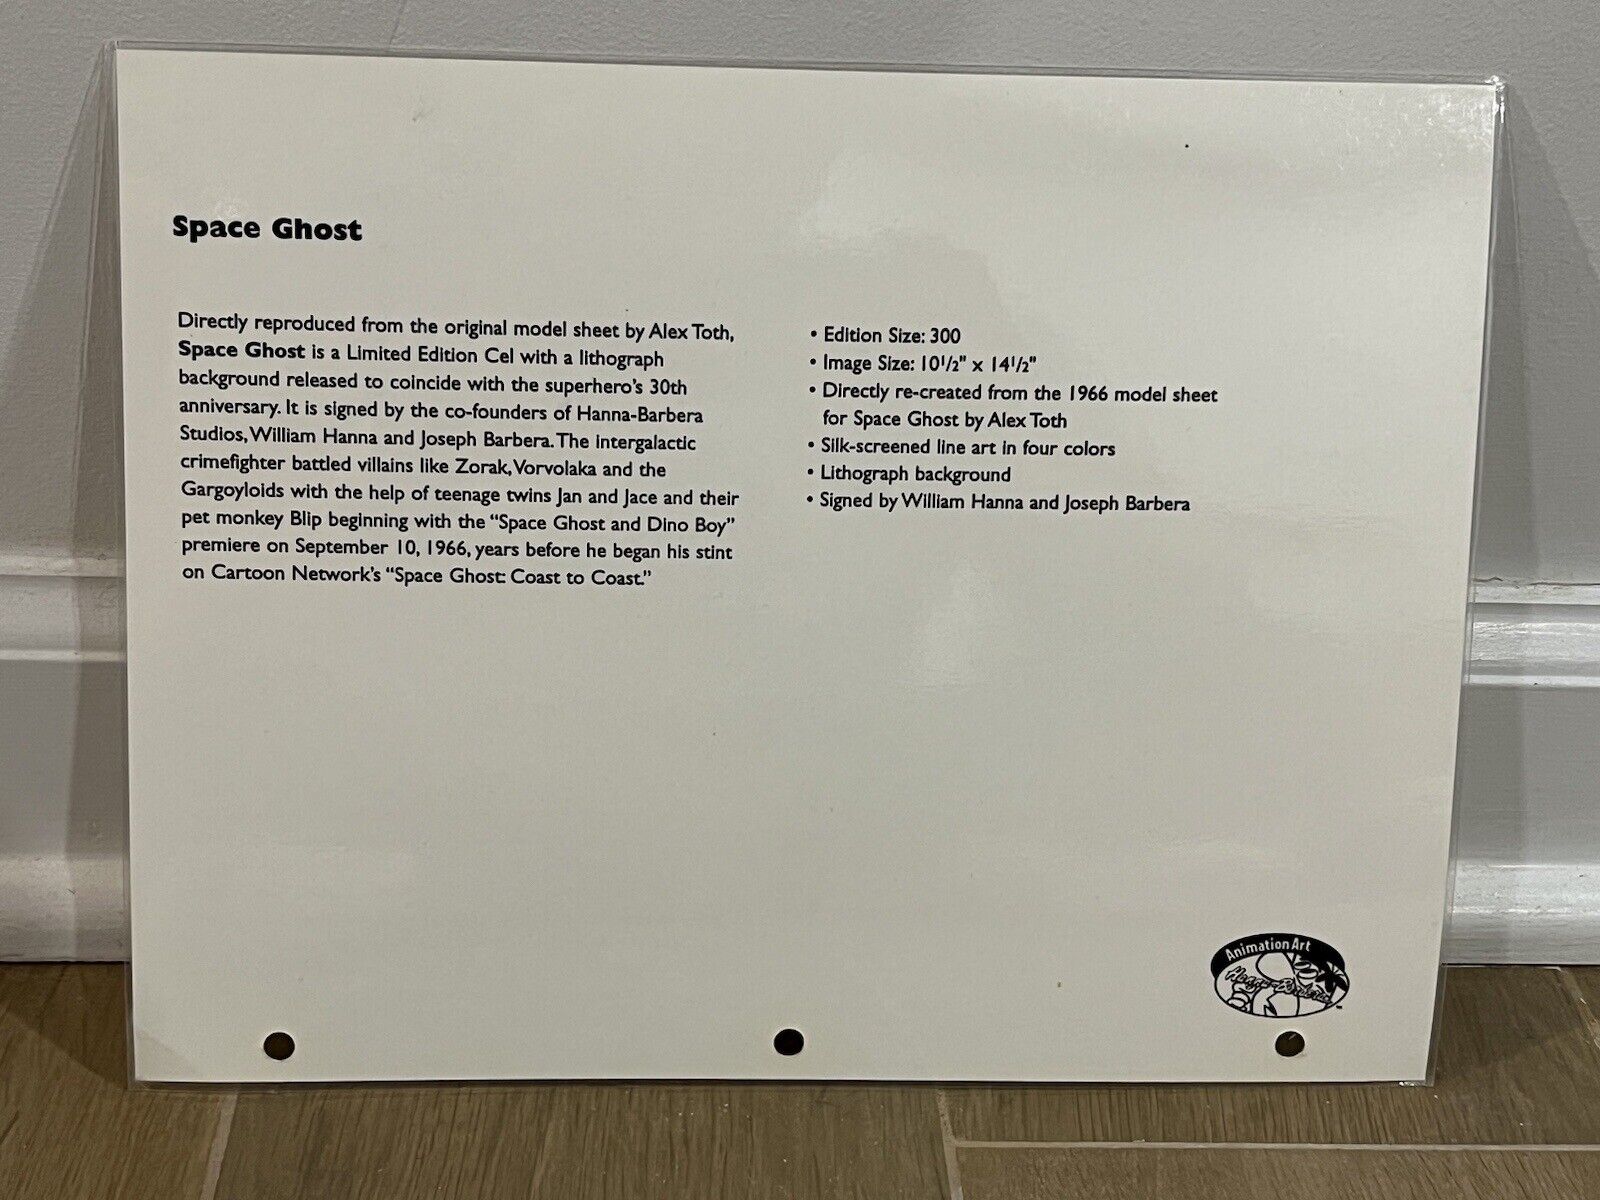 Space Ghost
Directly reproduced from the original model sheet by Alex Toth,
Space Ghost is a Limited Edition Cel with a lithograph
background released to coincide with the superhero's 30th
anniversary. It is signed by the co-founders of Hanna-Barbera
Studios, William Hanna and Joseph Barbera. The intergalactic
crimefighter battled villains like Zorak, Vorvolaka and the
Gargoyloids with the help of teenage twins Jan and Jace and their
pet monkey Blip beginning with the “Space Ghost and Dino Boy”
premiere on September 10, 1966, years before he began his stint
on Cartoon Network's “Space Ghost: Coast to Coast.”
• Edition Size: 300
• Image Size: 10 1/2" x 14 1/2"
• Directly re-created from the 1966 model sheet
for Space Ghost by Alex Toth
• Silk-screened line art in four colors
• Lithograph background
• Signed by William Hanna and Joseph Barbera
Animation Art
Hanna-Barbera